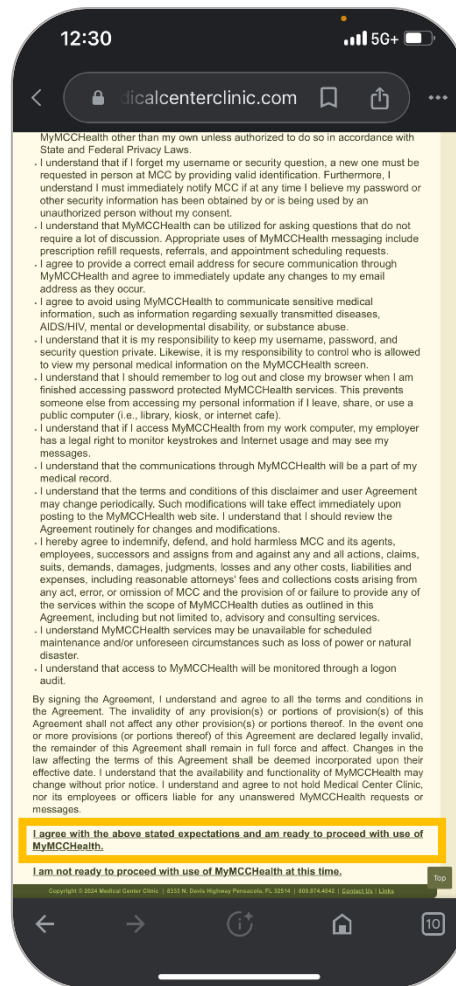 12:30
5G+
dicalcenterclinic.com
MyMCCHealth other than my own unless authorized to do so in accordance with
State and Federal Privacy Laws.
• I understand that if I forget my username or security question, a new one must be
requested in person at MCC by providing valid identification. Furthermore, I
understand I must immediately notify MCC if at any time I believe my password or
other security information has been obtained by or is being used by an
unauthorized person without my consent.
• I understand that MyMCCHealth can be utilized for asking questions that do not
require a lot of discussion. Appropriate uses of MyMCCHealth messaging include
prescription refill requests, referrals, and appointment scheduling requests.
• I agree to provide a correct email address for secure communication through
MyMCCHealth and agree to immediately update any changes to my email
address as they occur.
• I agree to avoid using MyMCCHealth to communicate sensitive medical
information, such as information regarding sexually transmitted diseases,
AIDS/HIV, mental or developmental disability, or substance abuse.
• I understand that it is my responsibility to keep my username, password, and
security question private. Likewise, it is my responsibility to control who is allowed
to view my personal medical information on the MyMCCHealth screen.
• I understand that I should remember to log out and close my browser when I am
finished accessing password protected MyMCCHealth services. This prevents
someone else from accessing my personal information if I leave, share, or use a
public computer (i.e., library, kiosk, or internet cafe).
• I understand that if I access MyMCCHealth from my work computer, my employer
has a legal right to monitor keystrokes and Internet usage and may see my
messages.
• I understand that the communications through MyMCCHealth will be a part of my
medical record.
• I understand that the terms and conditions of this disclaimer and user Agreement
may change periodically. Such modifications will take effect immediately upon
posting to the MyMCCHealth web site. I understand that I should review the
Agreement routinely for changes and modifications.
• I hereby agree to indemnify, defend, and hold harmless MCC and its agents,
employees, successors and assigns from and against any and all actions, claims,
suits, demands, damages, judgments, losses and any other costs, liabilities and
expenses, including reasonable attorneys' fees and collections costs arising from
any act, error, or omission of MCC and the provision of or failure to provide any of
the services within the scope of MyMCCHealth duties as outlined in this
Agreement, including but not limited to, advisory and consulting services.
• I understand MyMCCHealth services may be unavailable for scheduled
maintenance and/or unforeseen circumstances such as loss of power or natural
disaster.
• I understand that access to MyMCCHealth will be monitored through a logon
audit.
By signing the Agreement, I understand and agree to all the terms and conditions in
the Agreement. The invalidity of any provision(s) or portions of provision(s) of this
Agreement shall not affect any other provision(s) or portions thereof. In the event one
or more provisions (or portions thereof) of this Agreement are declared legally invalid,
the remainder of this Agreement shall remain in full force and affect. Changes in the
law affecting the terms of this Agreement shall be deemed incorporated upon their
effective date. I understand that the availability and functionality of MyMCCHealth may
change without prior notice. I understand and agree to not hold Medical Center Clinic,
nor its employees or officers liable for any unanswered MyMCCHealth requests or
messages.
I agree with the above stated expectations and am ready to proceed with use of
MyMCCHealth.
I am not ready to proceed with use of MyMCCHealth at this time.
Top
Copyright © 2024 Medical Center Clinic | 8333 N. Davis Highway Pensacola, FL 32514 | 850.874.4042 | Contact Us | Links
10